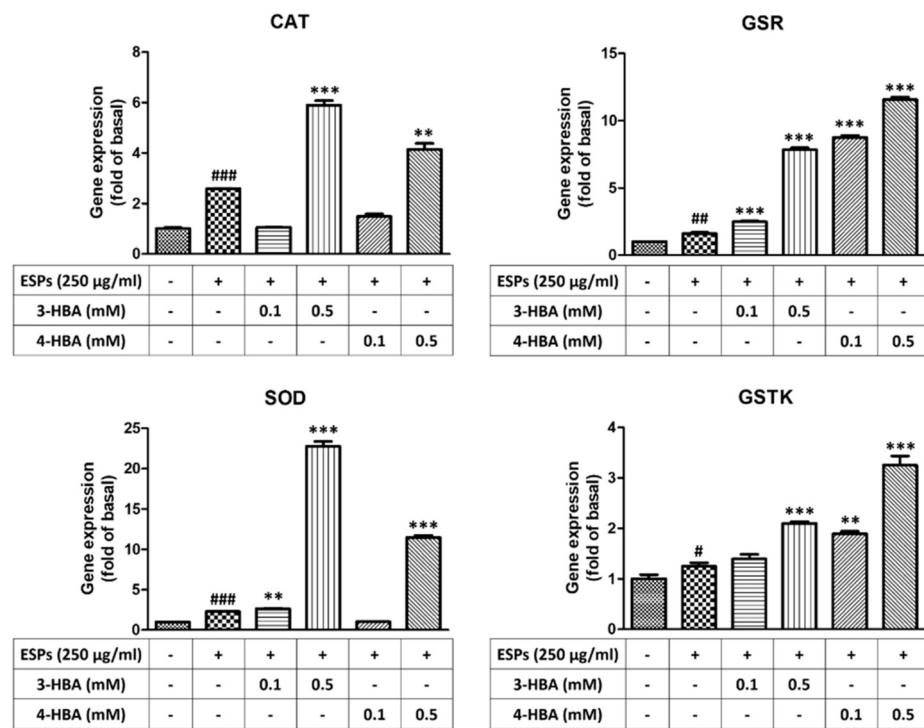 CAT
Gene expression
(fold of basal)
8
6
4
2
0
###
***
**
ESPs (250 µg/ml) - + + + + +
3-HBA (mM) - - 0.1 0.5 - -
4-HBA (mM) - - - - 0.1 0.5
GSR
Gene expression
(fold of basal)
15
10
5
0
##
***
***
***
***
ESPs (250 µg/ml) - + + + + +
3-HBA (mM) - - 0.1 0.5 - -
4-HBA (mM) - - - - 0.1 0.5
SOD
Gene expression
(fold of basal)
25
20
15
10
5
0
###
**
***
***
ESPs (250 µg/ml) - + + + + +
3-HBA (mM) - - 0.1 0.5 - -
4-HBA (mM) - - - - 0.1 0.5
GSTK
Gene expression
(fold of basal)
4
3
2
1
0
#
***
**
***
ESPs (250 µg/ml) - + + + + +
3-HBA (mM) - - 0.1 0.5 - -
4-HBA (mM) - - - - 0.1 0.5